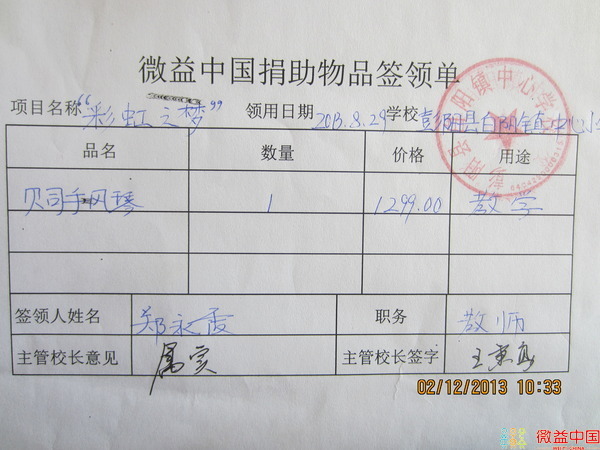 微益中国捐助物品签领单
项目名称“彩虹之梦” 领用日期 2013.8.29 学校 彭阳县白阳镇中心小学
品名 数量 价格 用途
贝司手风琴 1 1299.00 教学
签领人姓名 郑永霞 职务 教师
主管校长意见 属实 主管校长签字
02/12/2013 10:33
微益中国